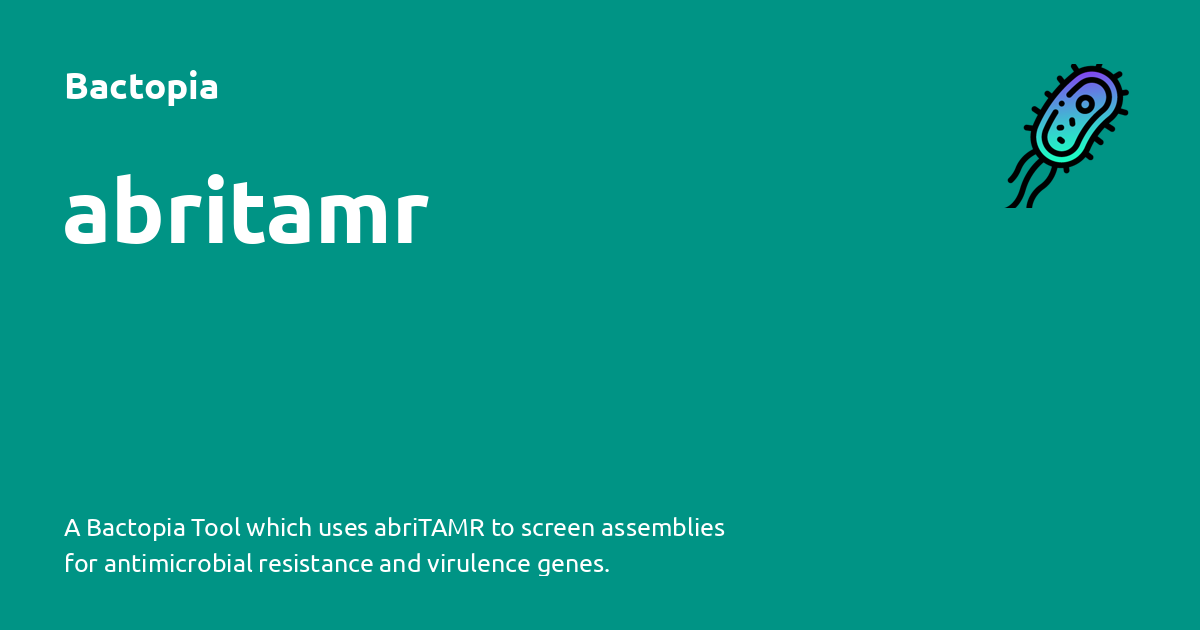 Bactopia
abritamr
A Bactopia Tool which uses abriTAMR to screen assemblies
for antimicrobial resistance and virulence genes.